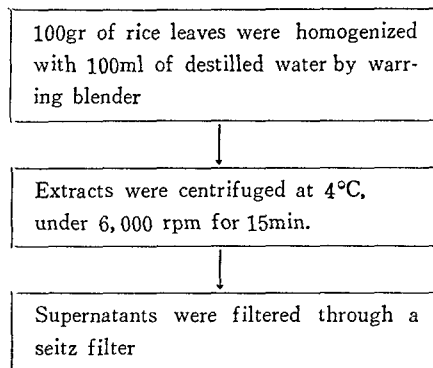 100gr of rice leaves were homogenized
with 100ml of destilled water by warr-
ing blender
Extracts were centrifuged at 4°C,
under 6,000 rpm for 15min.
Supernatants were filtered through a
seitz filter